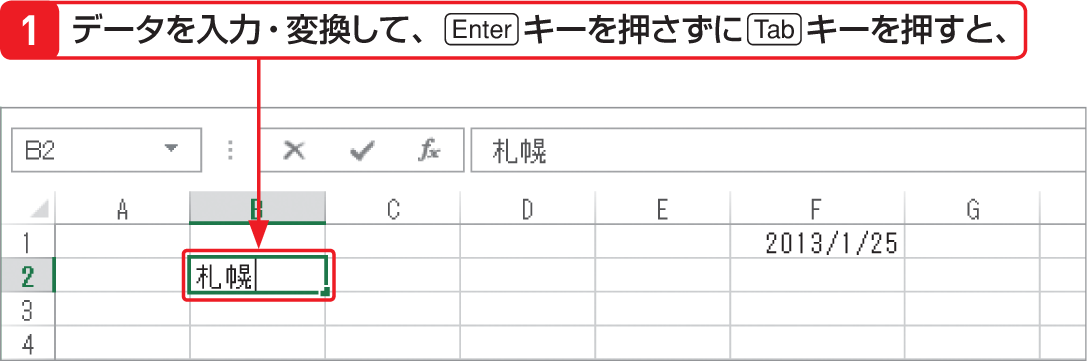 1 データを入力・変換して、Enterキーを押さずにTabキーを押すと、
B2 fx 札幌
A B C D E F G
1 2013/1/25
2 札幌
3
4